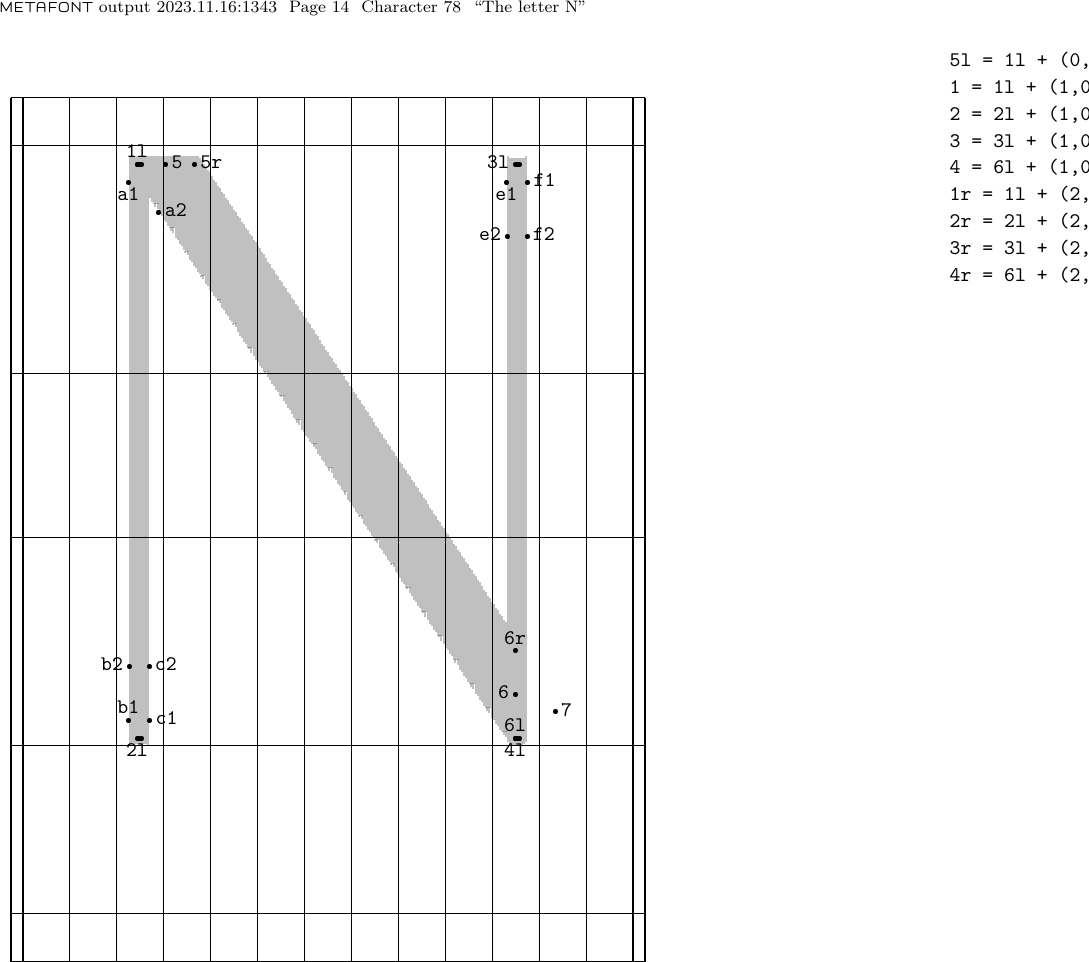 METAFONT output 2023.11.16:1343 Page 14 Character 78 “The letter N”
5l = 1l + (0,
1 = 1l + (1,0
2 = 2l + (1,0
3 = 3l + (1,0
4 = 6l + (1,0
1r = 1l + (2,
2r = 2l + (2,
3r = 3l + (2,
4r = 6l + (2,
1l 5 5r 3l
a1 e1 f1
a2
e2 f2
6r
b2 c2
6
b1 c1 7
6l
2l 4l